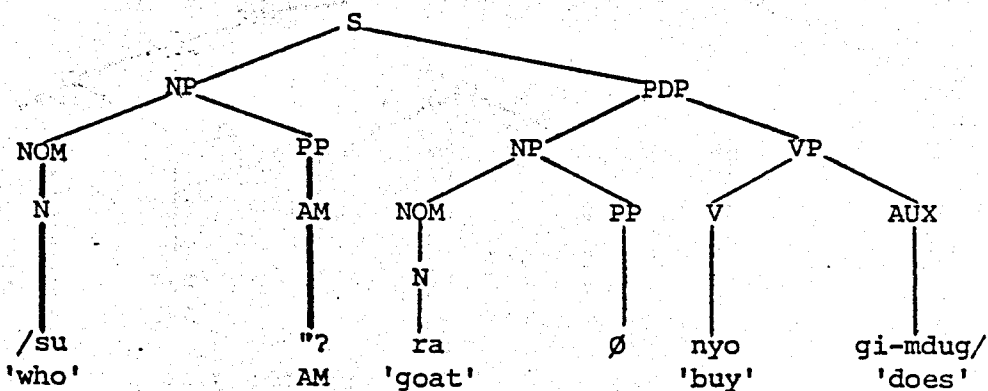 S
NP PDP
NOM PP NP VP
N AM NOM PP V AUX
N
/su "? ra Ø nyo gi-mdug/
'who' AM 'goat' 'buy' 'does'